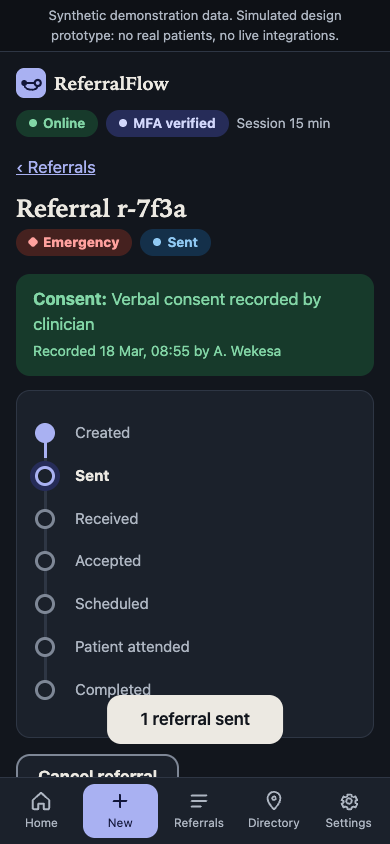 Synthetic demonstration data. Simulated design
prototype: no real patients, no live integrations.
ReferralFlow
Online
MFA verified
Session 15 min
‹ Referrals
Referral r-7f3a
Emergency
Sent
Consent: Verbal consent recorded by
clinician
Recorded 18 Mar, 08:55 by A. Wekesa
Created
Sent
Received
Accepted
Scheduled
Patient attended
Completed
1 referral sent
Cancel referral
Home
New
Referrals
Directory
Settings